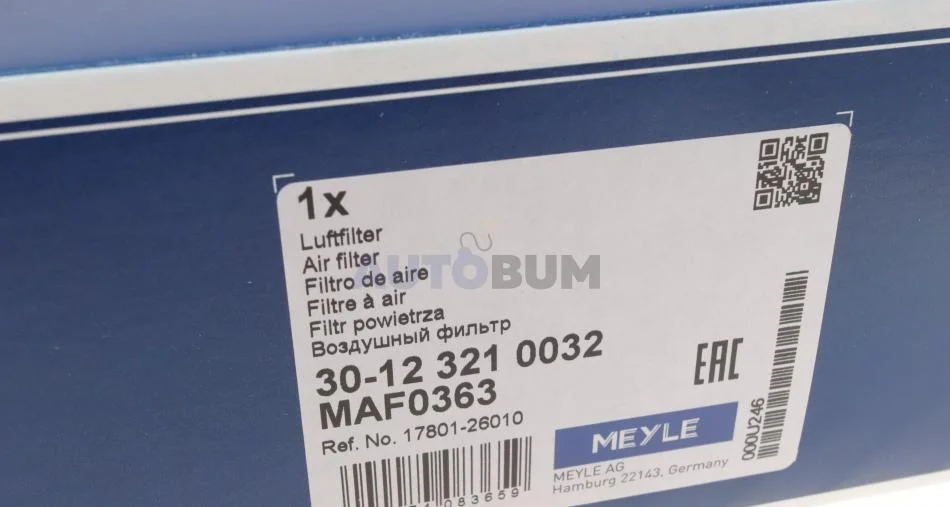 1x
Luftfilter
Air filter
Filtro de aire
Filtre à air
Filtr powietrza
Воздушный фильтр
30-12 321 0032
MAF0363
Ref. No. 17801-26010
AUTOBUM
EAC
MEYLE
MEYLE AG
Hamburg 22143, Germany
000U246
083659